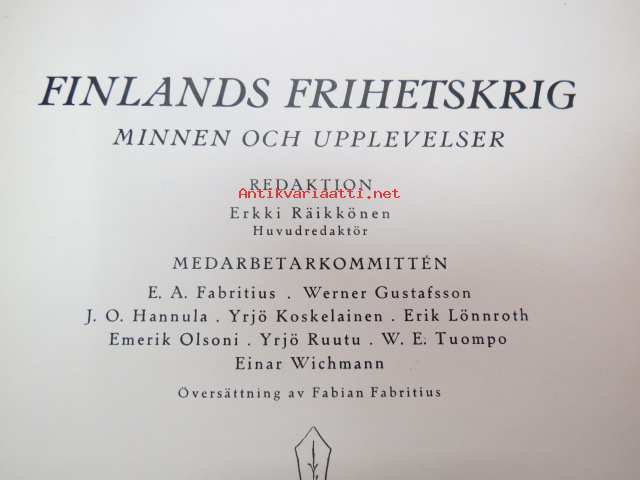 FINLANDS FRIHETSKRIG
MINNEN OCH UPPLEVELSER
REDAKTION
Antikvariaatti.net
Erkki Räikkönen
Huvudredaktör
MEDARBETARKOMMITTÉN
E. A. Fabritius . Werner Gustafsson
J. O. Hannula . Yrjö Koskelainen . Erik Lönnroth
Emerik Olsoni . Yrjö Ruutu . W. E. Tuompo
Einar Wichmann
Översättning av Fabian Fabritius